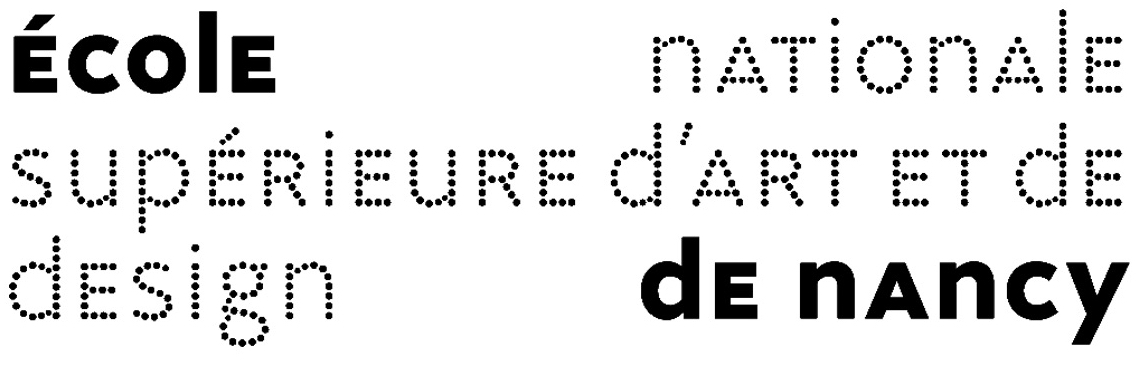 école nationale
supérieure d'art et de
design de nancy